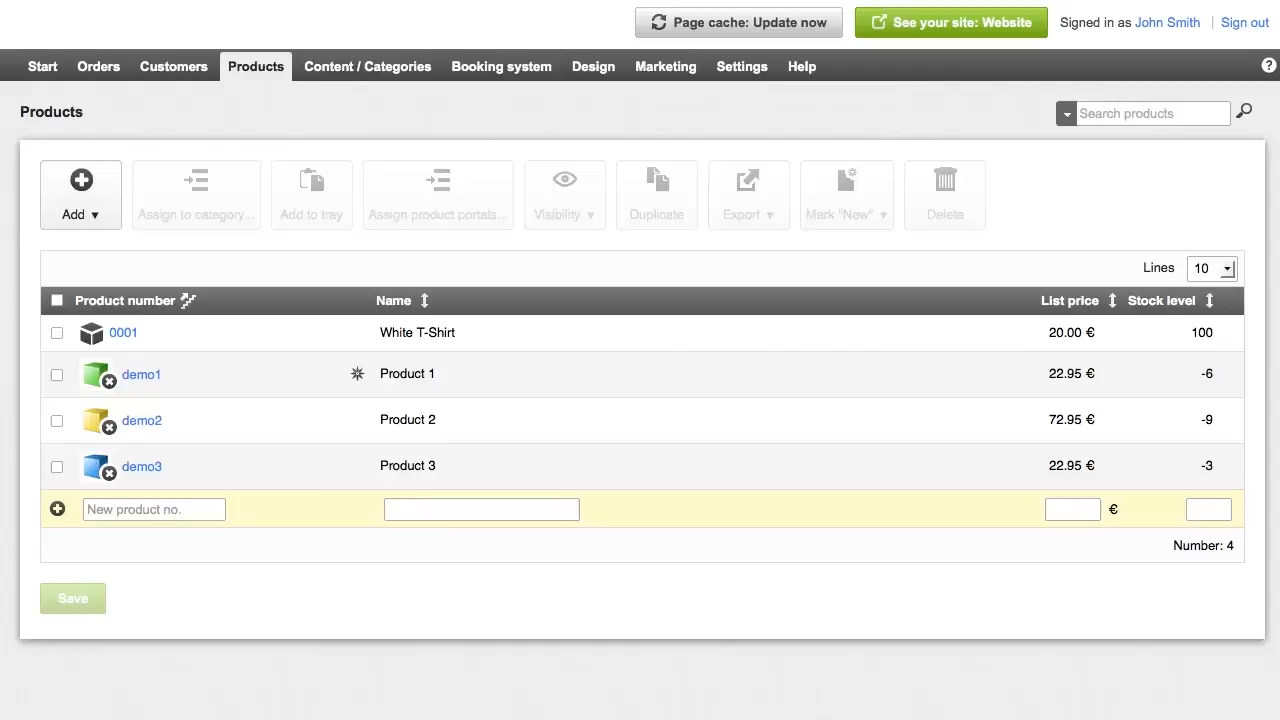 Page cache: Update now See your site: Website Signed in as John Smith Sign out
Start Orders Customers Products Content / Categories Booking system Design Marketing Settings Help ?
Products Search products
Add Assign to category... Add to tray Assign product portals... Visibility Duplicate Export Mark "New" Delete
Lines 10
Product number Name List price Stock level
0001 White T-Shirt 20.00 € 100
demo1 Product 1 22.95 € -6
demo2 Product 2 72.95 € -9
demo3 Product 3 22.95 € -3
New product no. €
Number: 4
Save